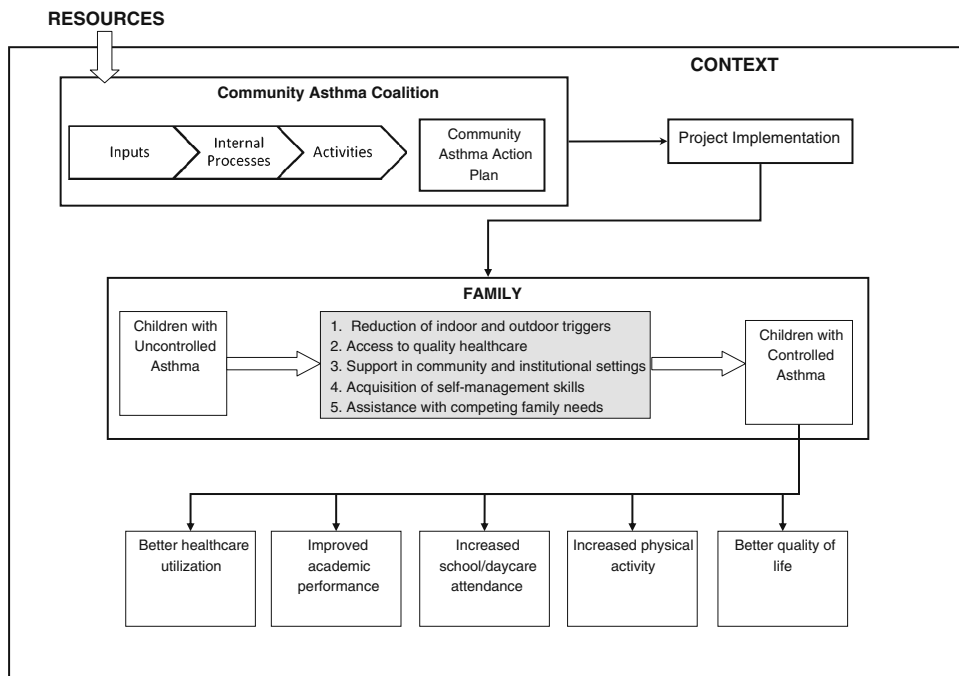 RESOURCES
CONTEXT
Community Asthma Coalition
Inputs
Internal
Processes
Activities
Community
Asthma Action
Plan
Project Implementation
FAMILY
Children with
Uncontrolled
Asthma
1. Reduction of indoor and outdoor triggers
2. Access to quality healthcare
3. Support in community and institutional settings
4. Acquisition of self-management skills
5. Assistance with competing family needs
Children with
Controlled
Asthma
Better healthcare
utilization
Improved
academic
performance
Increased
school/daycare
attendance
Increased physical
activity
Better quality of
life